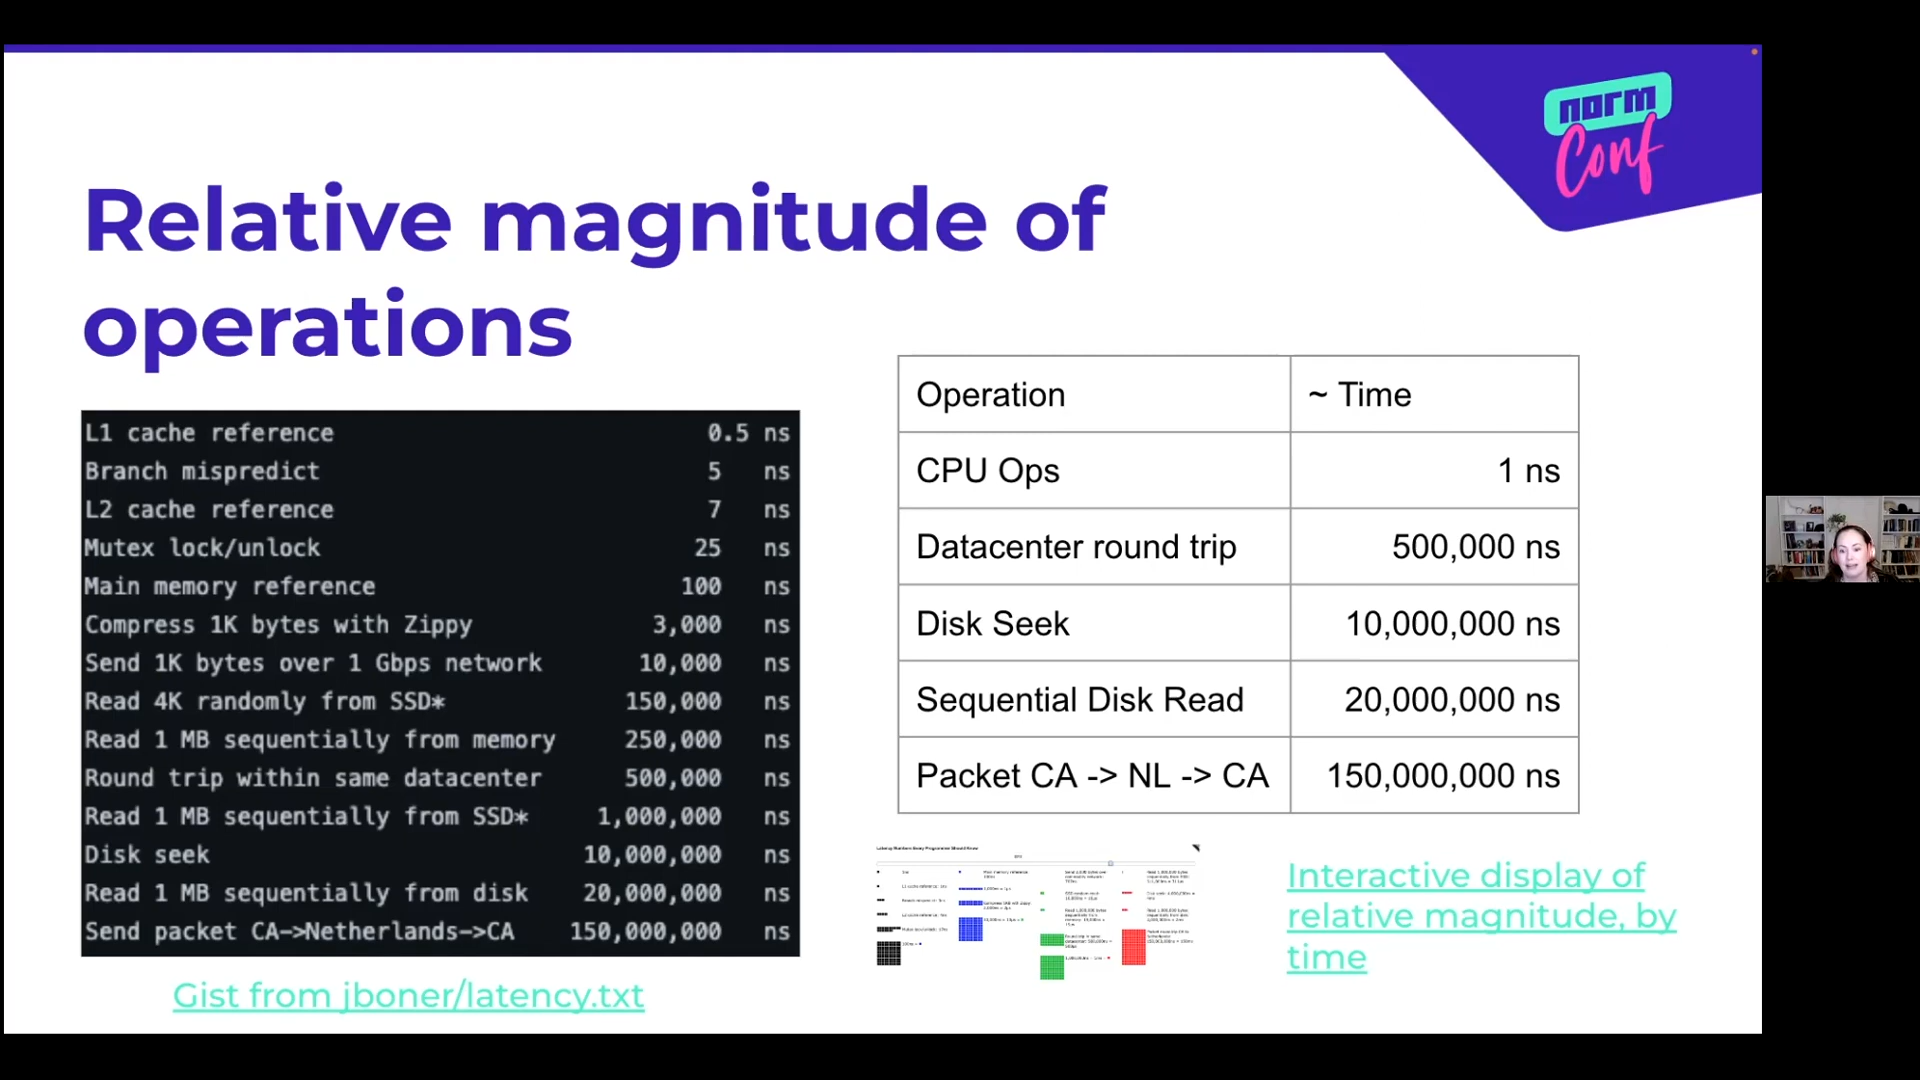 norm
Conf
Relative magnitude of
operations
L1 cache reference 0.5 ns
Branch mispredict 5 ns
L2 cache reference 7 ns
Mutex lock/unlock 25 ns
Main memory reference 100 ns
Compress 1K bytes with Zippy 3,000 ns
Send 1K bytes over 1 Gbps network 10,000 ns
Read 4K randomly from SSD* 150,000 ns
Read 1 MB sequentially from memory 250,000 ns
Round trip within same datacenter 500,000 ns
Read 1 MB sequentially from SSD* 1,000,000 ns
Disk seek 10,000,000 ns
Read 1 MB sequentially from disk 20,000,000 ns
Send packet CA->Netherlands->CA 150,000,000 ns
Gist from jboner/latency.txt
Operation ~ Time
CPU Ops 1 ns
Datacenter round trip 500,000 ns
Disk Seek 10,000,000 ns
Sequential Disk Read 20,000,000 ns
Packet CA -> NL -> CA 150,000,000 ns
Latency Numbers Every Programmer Should Know
Interactive display of
relative magnitude, by
time